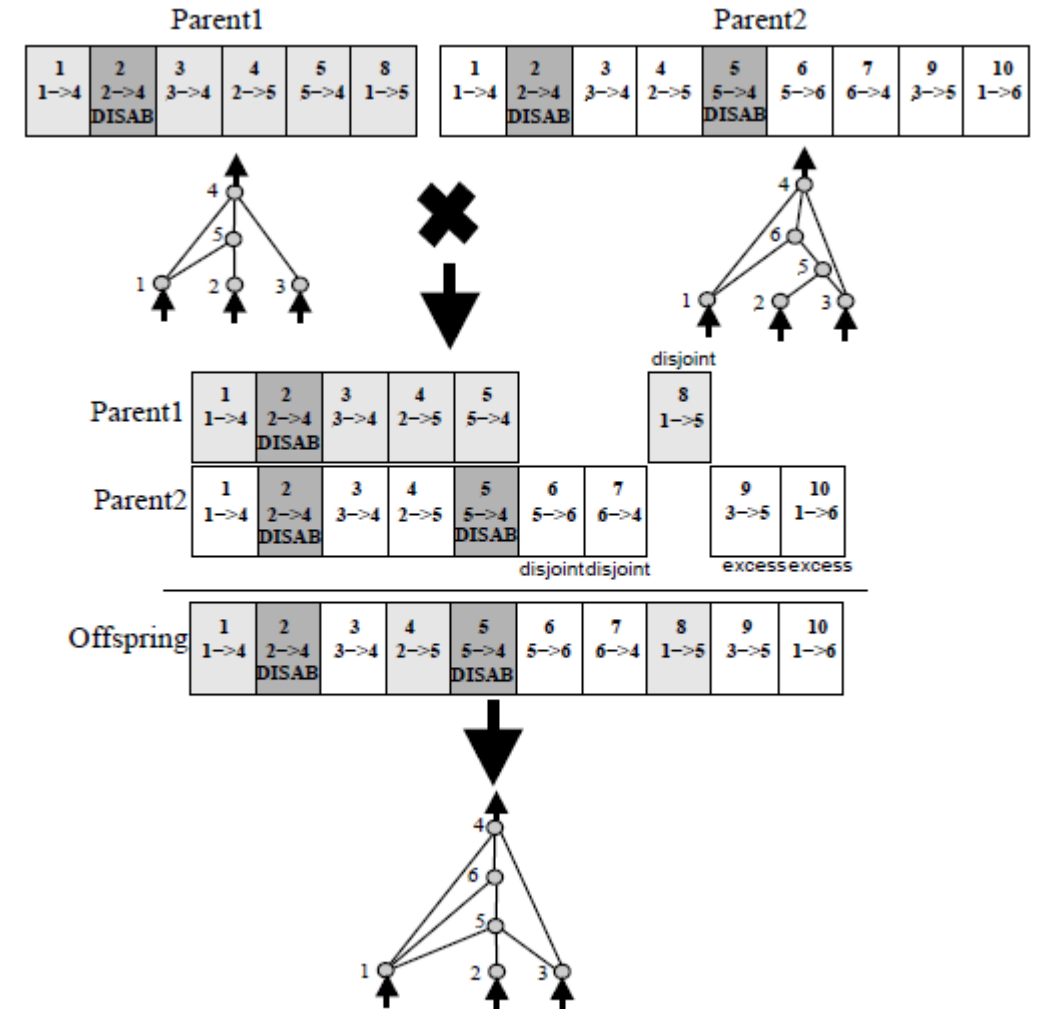 Parent1 Parent2
1 2 3 4 5 8 1 2 3 4 5 6 7 9 10
1->4 2->4 3->4 2->5 5->4 1->5 1->4 2->4 3->4 2->5 5->4 5->6 6->4 3->5 1->6
DISAB DISAB DISAB
4 4
5 6
5
1 2 3 1 2 3
disjoint
Parent1 1 2 3 4 5 8
1->4 2->4 3->4 2->5 5->4 1->5
DISAB
Parent2 1 2 3 4 5 6 7 9 10
1->4 2->4 3->4 2->5 5->4 5->6 6->4 3->5 1->6
DISAB DISAB
disjoint disjoint excess excess
Offspring 1 2 3 4 5 6 7 8 9 10
1->4 2->4 3->4 2->5 5->4 5->6 6->4 1->5 3->5 1->6
DISAB DISAB
4
6
5
1 2 3